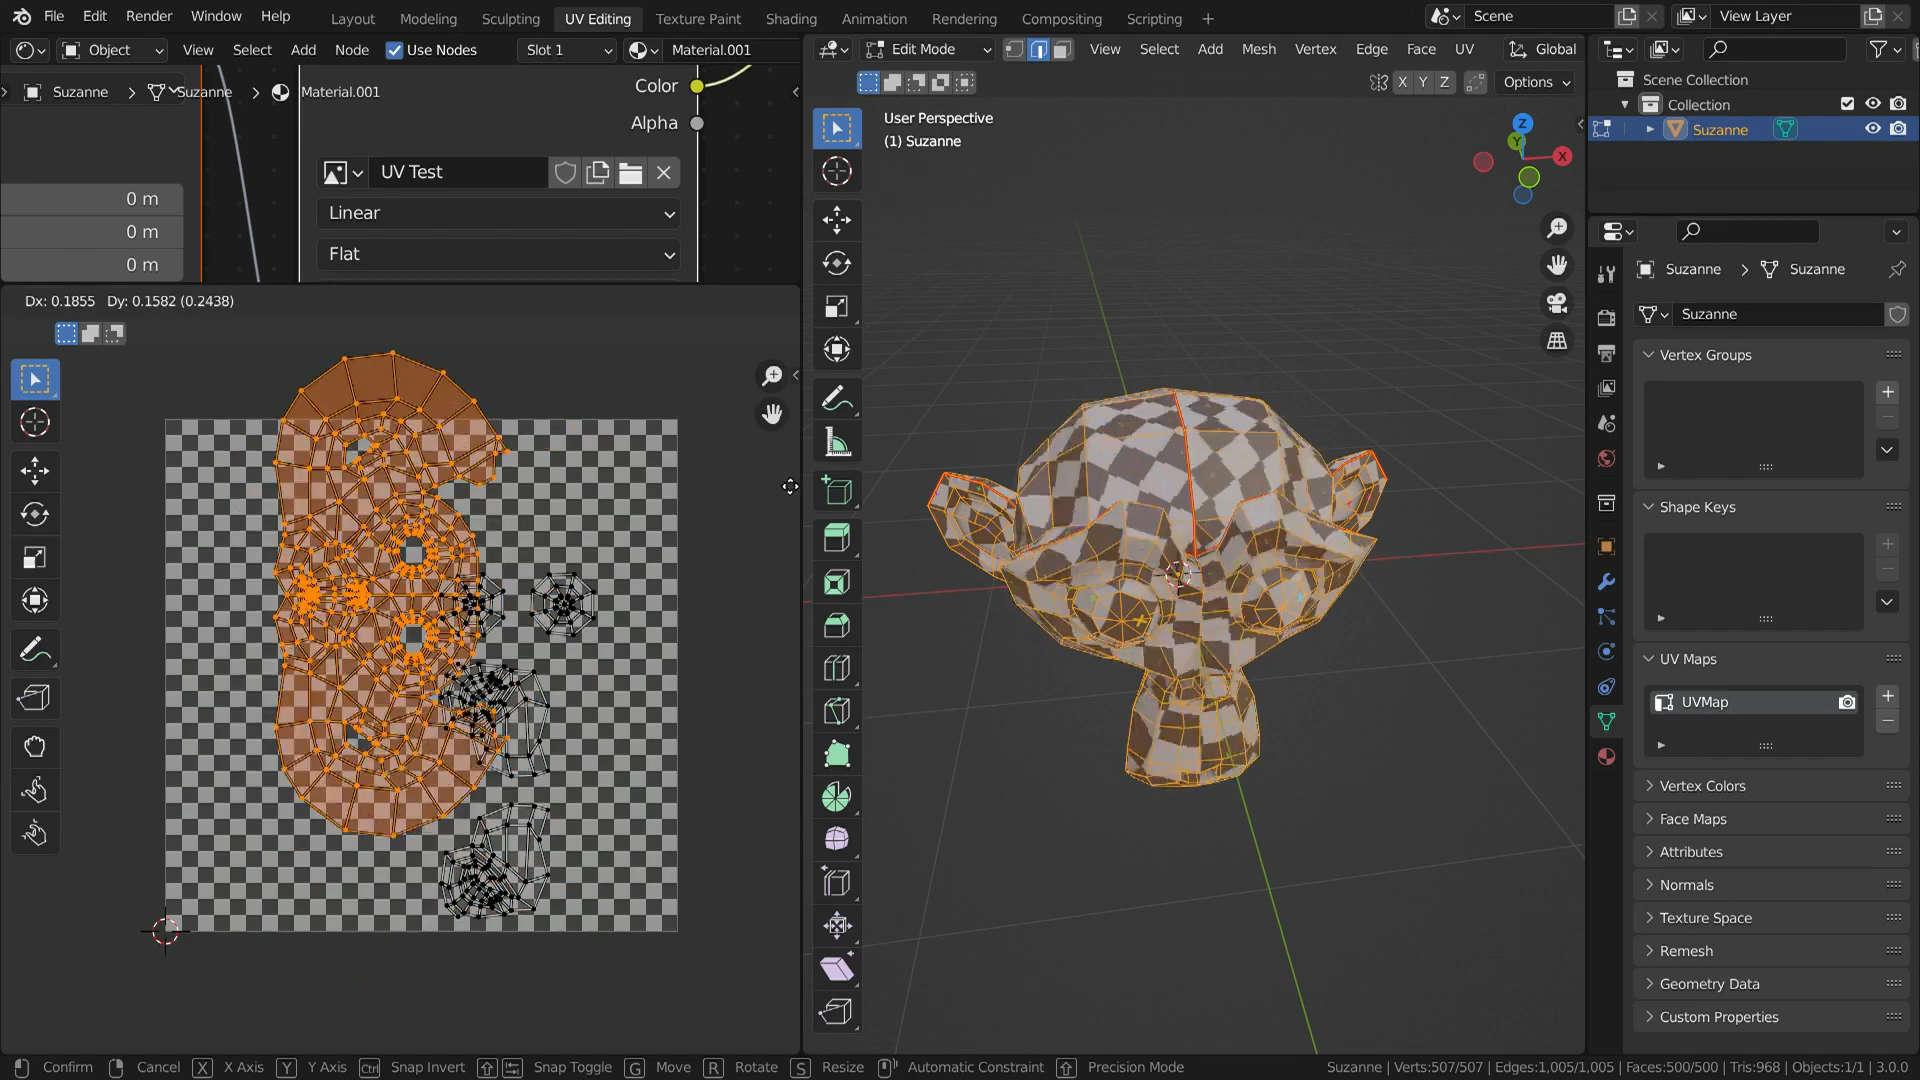 File Edit Render Window Help Layout Modeling Sculpting UV Editing Texture Paint Shading Animation Rendering Compositing Scripting + Scene View Layer
Object View Select Add Node Use Nodes Slot 1 Material.001
Suzanne > Suzanne > Material.001
Color
Alpha
UV Test
Linear
Flat
0 m
0 m
0 m
Dx: 0.1855 Dy: 0.1582 (0.2438)
Edit Mode View Select Add Mesh Vertex Edge Face UV Global
X Y Z Options
User Perspective
(1) Suzanne
Z
Y
X
Scene Collection
Collection
Suzanne
Suzanne > Suzanne
Suzanne
Vertex Groups
Shape Keys
UV Maps
UVMap
Vertex Colors
Face Maps
Attributes
Normals
Texture Space
Remesh
Geometry Data
Custom Properties
Confirm Cancel X X Axis Y Y Axis Ctrl Snap Invert Snap Toggle G Move R Rotate S Resize Automatic Constraint Precision Mode Suzanne | Verts:507/507 | Edges:1,005/1,005 | Faces:500/500 | Tris:968 | Objects:1/1 | 3.0.0